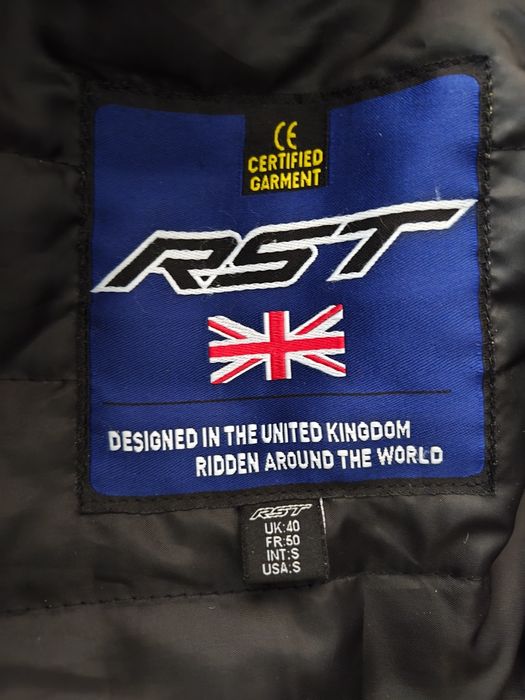 CE
CERTIFIED
GARMENT
RST
DESIGNED IN THE UNITED KINGDOM
RIDDEN AROUND THE WORLD
RST
UK:40
FR:50
INT:S
USA:S